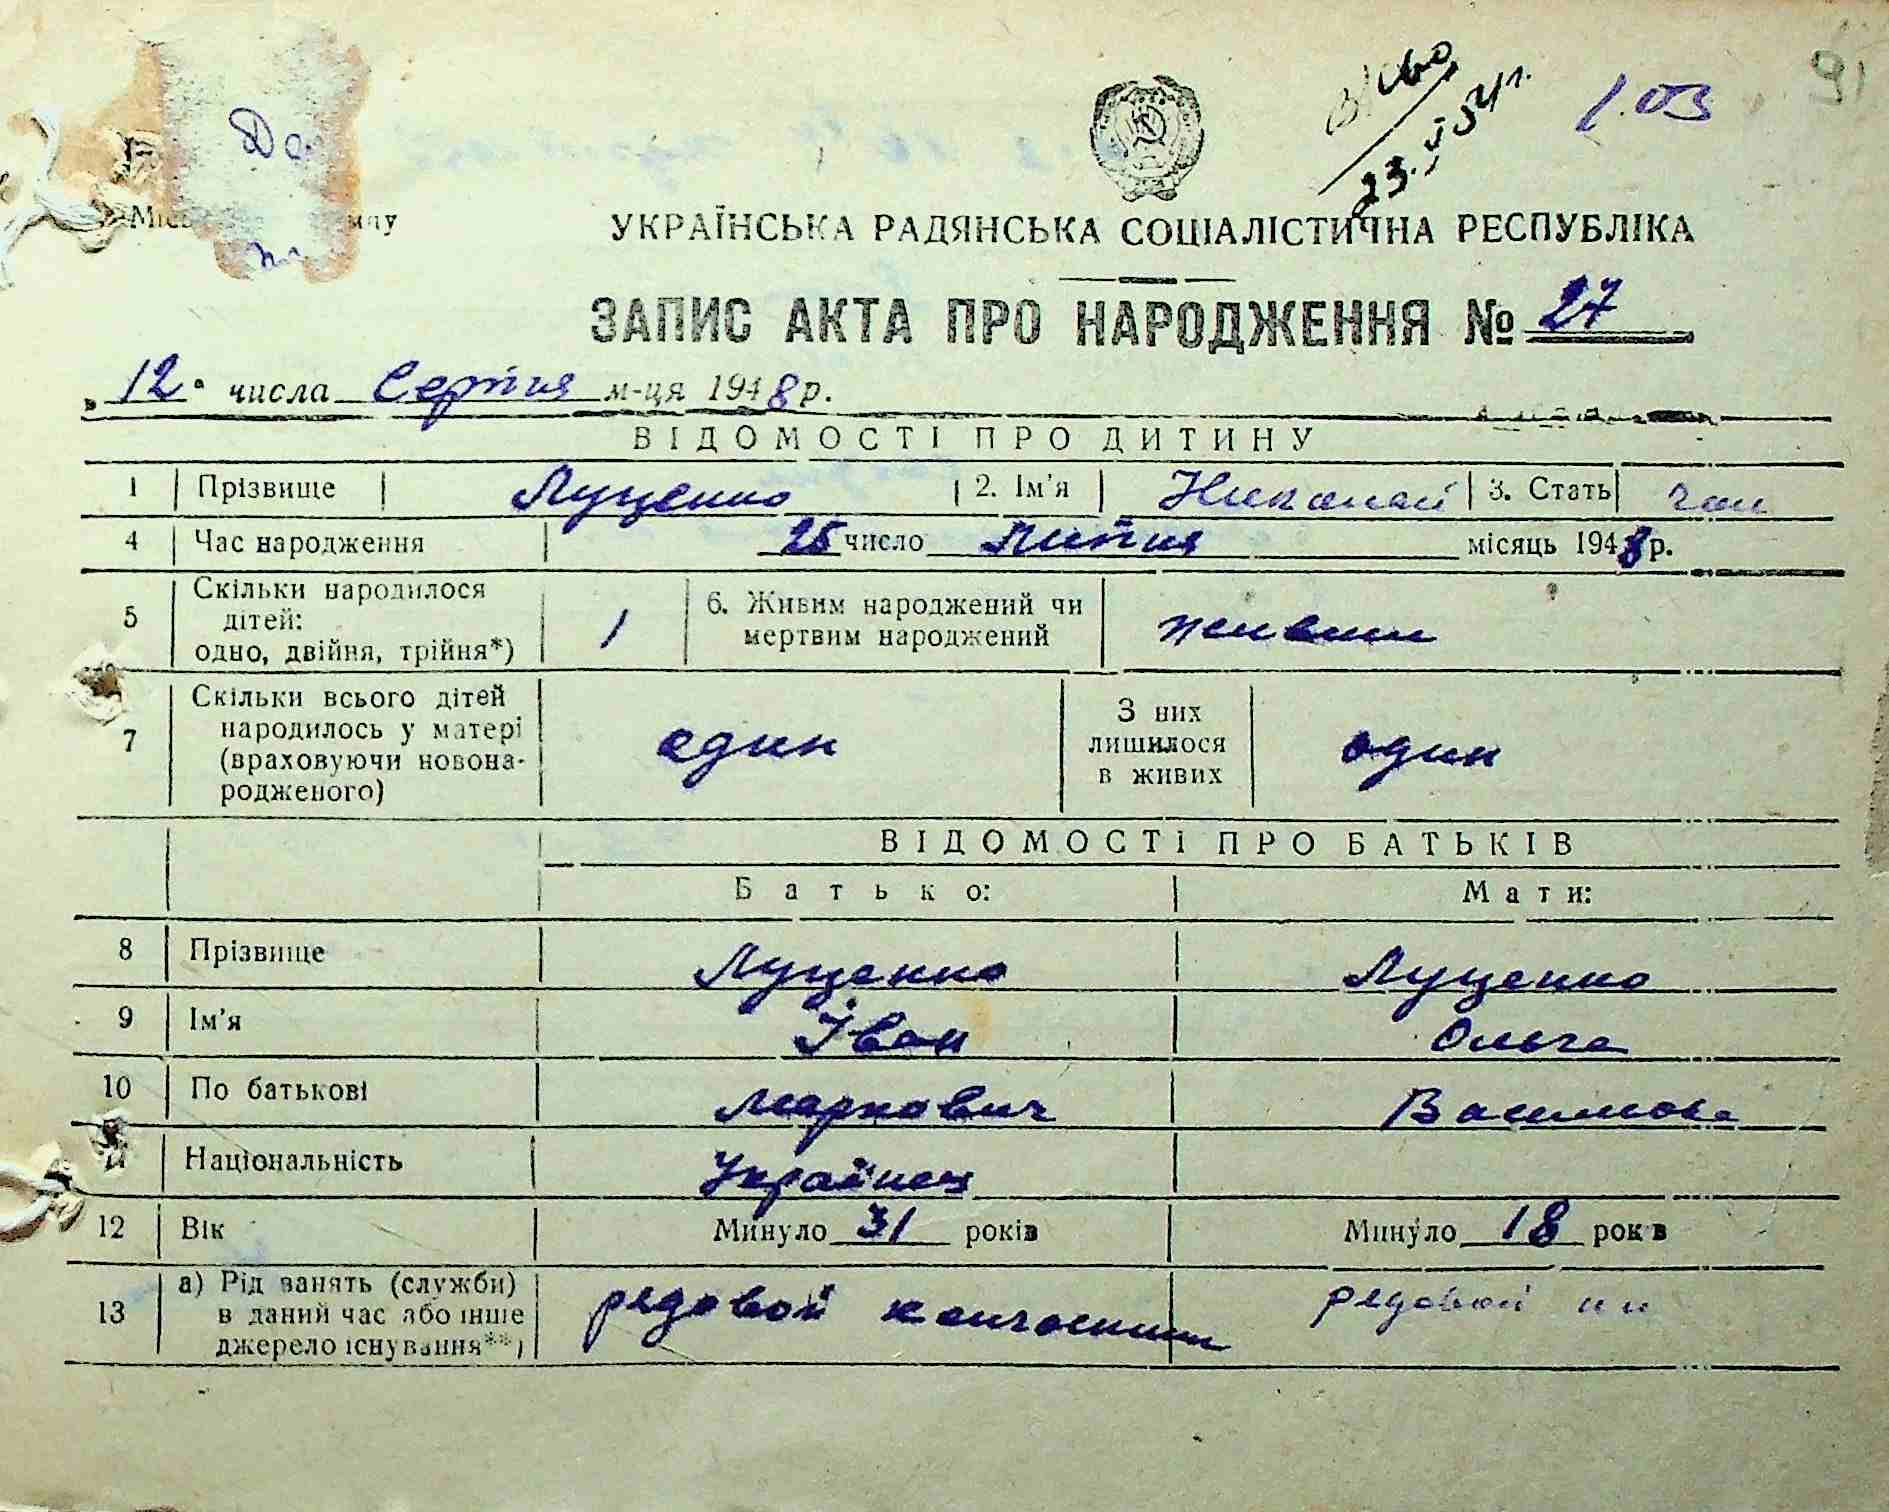 1.03
23. V 54 г.
Де
УКРАЇНСЬКА РАДЯНСЬКА СОЦІАЛІСТИЧНА РЕСПУБЛІКА
ЗАПИС АКТА ПРО НАРОДЖЕННЯ № 27
„ 12 " числа Серпня м-ця 1948 р.
ВІДОМОСТІ ПРО ДИТИНУ
1 Прізвище Луценко 2. Ім'я Николай 3. Стать чол
4 Час народження 25 число Липня місяць 1948 р.
5 Скільки народилося дітей: одно, двійня, трійня*) 1 6. Живим народжений чи мертвим народжений живим
7 Скільки всього дітей народилось у матері (враховуючи новонародженого) один З них лишилося в живих один
ВІДОМОСТІ ПРО БАТЬКІВ
Батько: Мати:
8 Прізвище Луценко Луценко
9 Ім'я Іван Ольга
10 По батькові Маркович Василівна
Національність Українец
12 Вік Минуло 31 років Минуло 18 років
13 а) Рід занять (служби) в даний час або інше джерело існування**) рядовой колгоспник рядовой